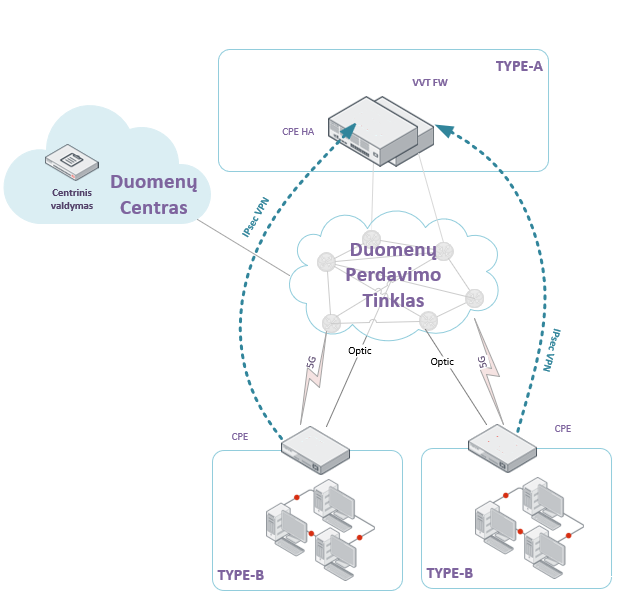 TYPE-A
VVT FW
CPE HA
Centrinis
valdymas
Duomenų
Centras
IPsec VPN
Duomenų
Perdavimo
Tinklas
IPsec VPN
5G
Optic
Optic
5G
CPE
CPE
TYPE-B
TYPE-B